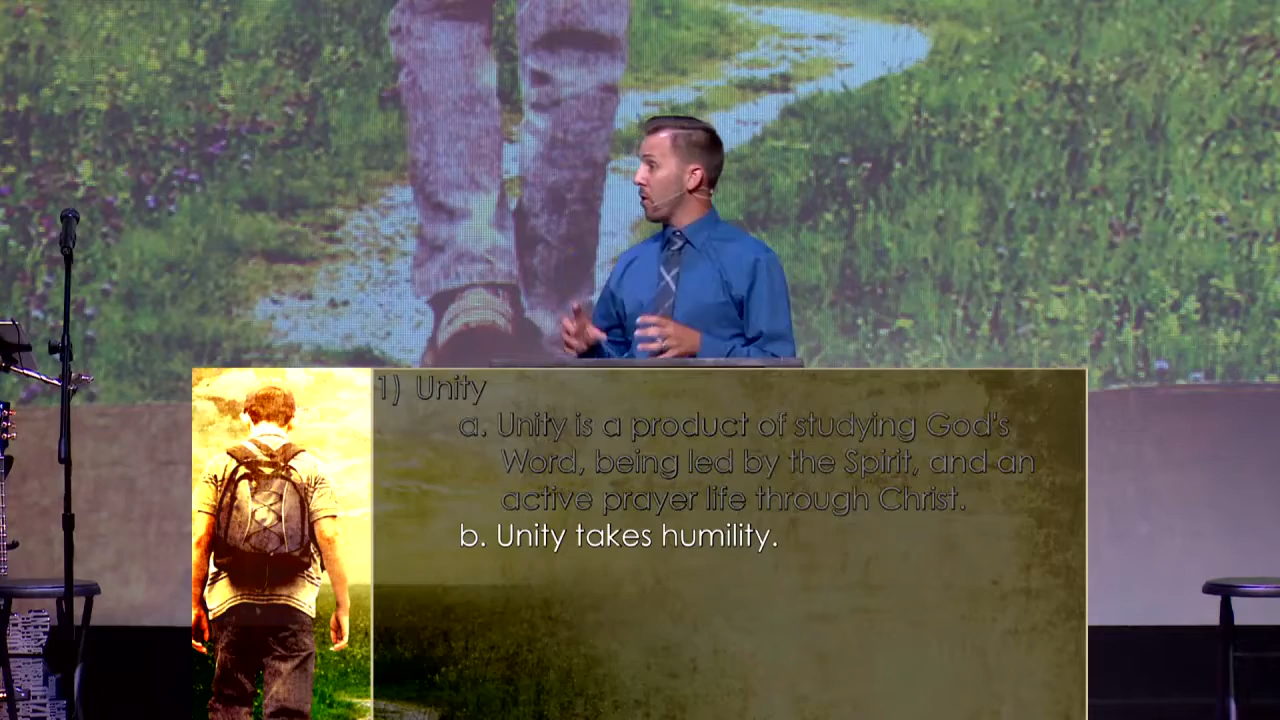 1) Unity
a. Unity is a product of studying God's
Word, being led by the Spirit, and an
active prayer life through Christ.
b. Unity takes humility.